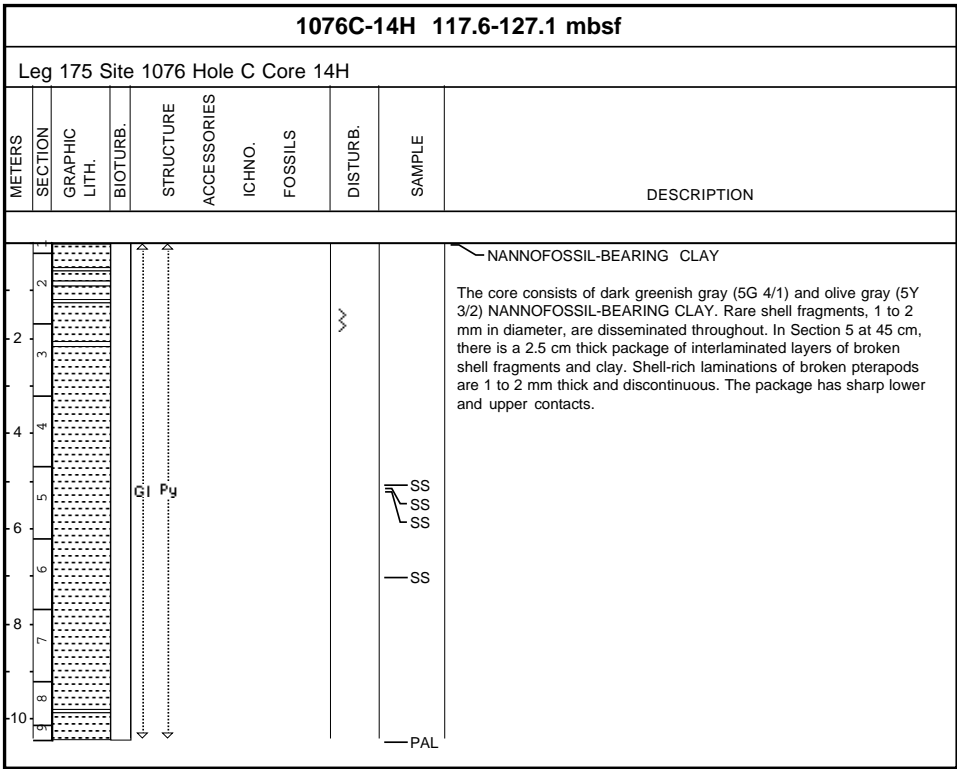 1076C-14H 117.6-127.1 mbsf
Leg 175 Site 1076 Hole C Core 14H
METERS
SECTION
GRAPHIC
LITH.
BIOTURB.
STRUCTURE
ACCESSORIES
ICHNO.
FOSSILS
DISTURB.
SAMPLE
DESCRIPTION
1
NANNOFOSSIL-BEARING CLAY
The core consists of dark greenish gray (5G 4/1) and olive gray (5Y
3/2) NANNOFOSSIL-BEARING CLAY. Rare shell fragments, 1 to 2
mm in diameter, are disseminated throughout. In Section 5 at 45 cm,
there is a 2.5 cm thick package of interlaminated layers of broken
shell fragments and clay. Shell-rich laminations of broken pterapods
are 1 to 2 mm thick and discontinuous. The package has sharp lower
and upper contacts.
2
2
3
4
4
5
Gl Py
SS
SS
SS
6
6
SS
8
7
8
10
9
PAL